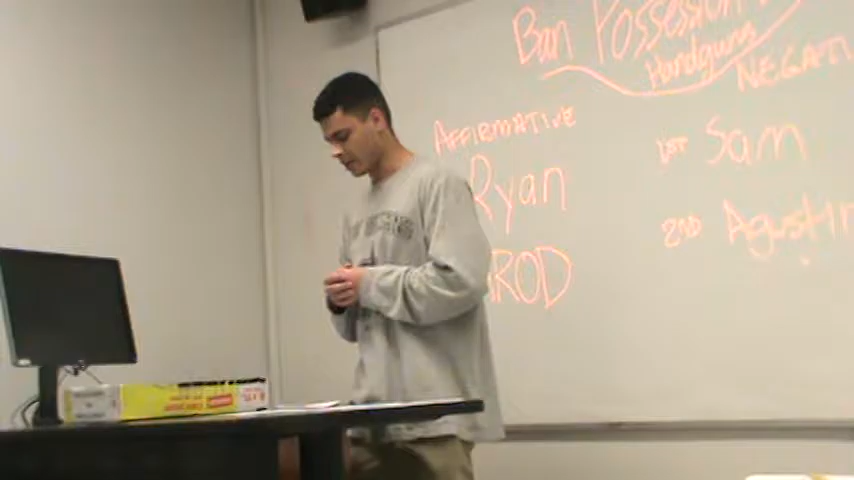 Ban Possession
Handguns
NEGATI
AFFIRMATIVE
1st Sam
Ryan
2ND Agustin
ROD